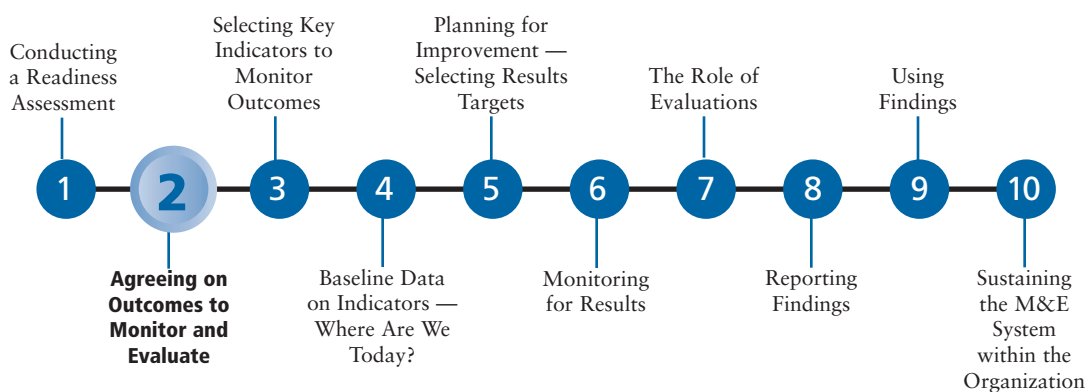 Conducting
a Readiness
Assessment
1
2
Agreeing on
Outcomes to
Monitor and
Evaluate
Selecting Key
Indicators to
Monitor
Outcomes
3
4
Baseline Data
on Indicators —
Where Are We
Today?
Planning for
Improvement —
Selecting Results
Targets
5
6
Monitoring
for Results
The Role of
Evaluations
7
8
Reporting
Findings
Using
Findings
9
10
Sustaining
the M&E
System
within the
Organization